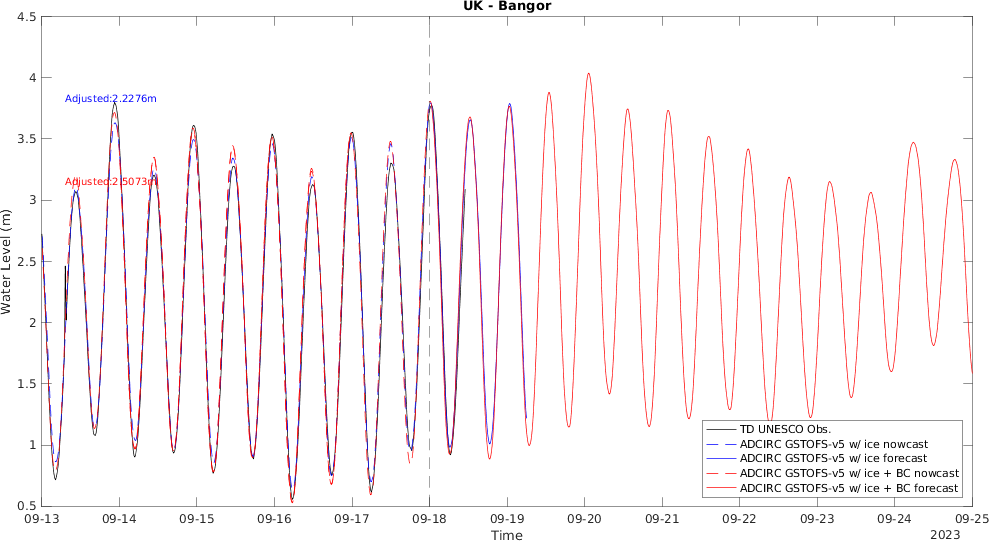 UK - Bangor
4.5
4
3.5
3
2.5
2
1.5
1
0.5
Water Level (m)
Adjusted:2.2276m
Adjusted:2.5073m
TD UNESCO Obs.
ADCIRC GSTOFS-v5 w/ ice nowcast
ADCIRC GSTOFS-v5 w/ ice forecast
ADCIRC GSTOFS-v5 w/ ice + BC nowcast
ADCIRC GSTOFS-v5 w/ ice + BC forecast
09-13 09-14 09-15 09-16 09-17 09-18 09-19 09-20 09-21 09-22 09-23 09-24 09-25
Time
2023